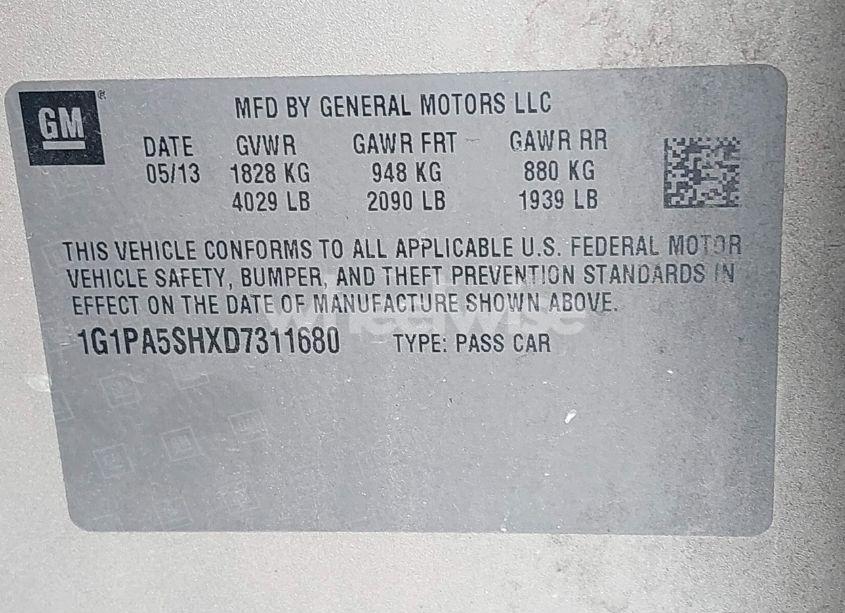 GM
MFD BY GENERAL MOTORS LLC
DATE GVWR GAWR FRT GAWR RR
05/13 1828 KG 948 KG 880 KG
4029 LB 2090 LB 1939 LB
THIS VEHICLE CONFORMS TO ALL APPLICABLE U.S. FEDERAL MOTOR
VEHICLE SAFETY, BUMPER, AND THEFT PREVENTION STANDARDS IN
EFFECT ON THE DATE OF MANUFACTURE SHOWN ABOVE.
Wheelwise
1G1PA5SHXD7311680 TYPE: PASS CAR